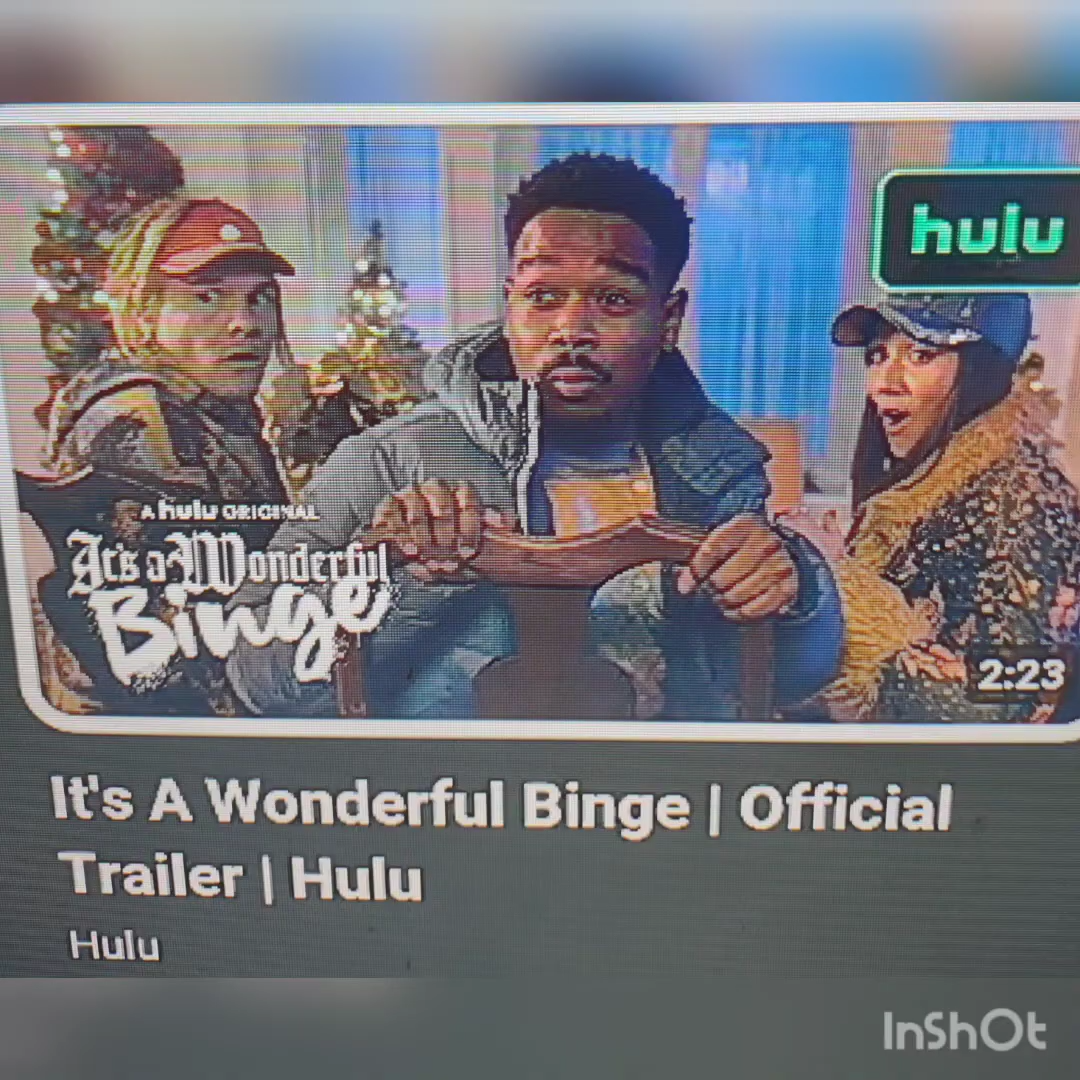 hulu
A hulu ORIGINAL
It's a Wonderful
Binge
2:23
It's A Wonderful Binge | Official
Trailer | Hulu
Hulu
InShOt